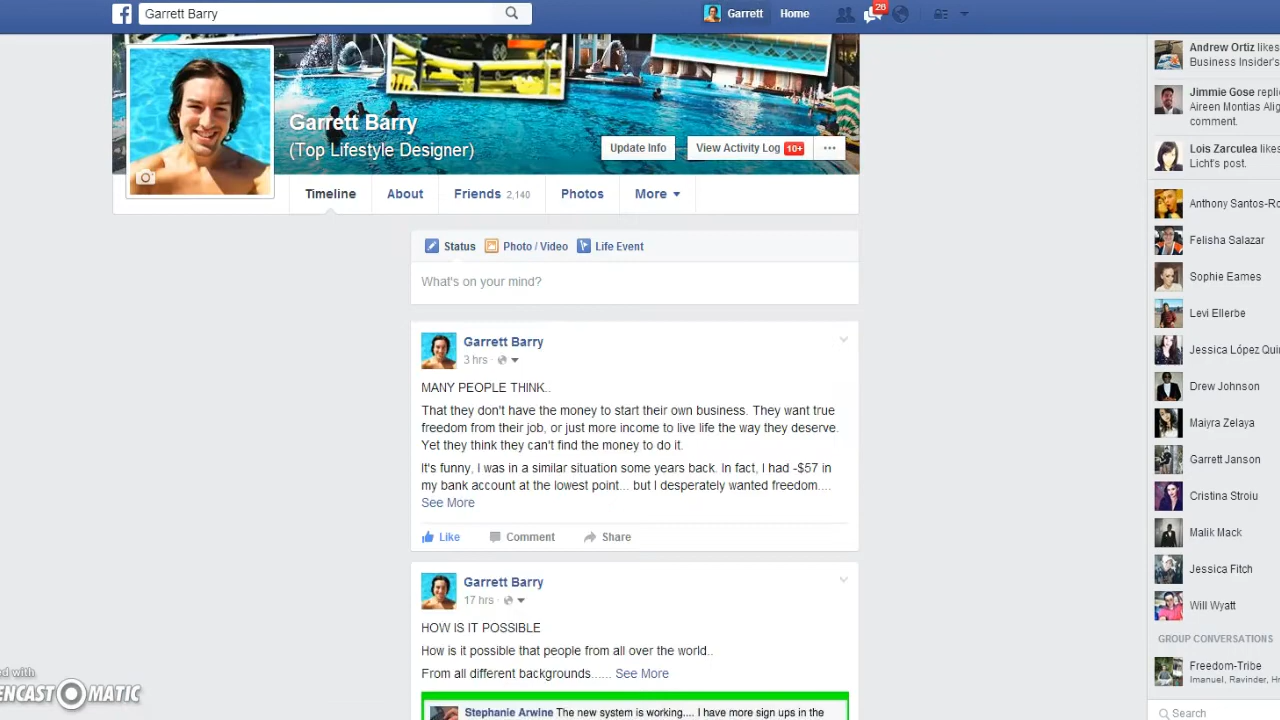 Garrett Barry
Garrett
Home
26
Garrett Barry
(Top Lifestyle Designer)
Update Info
View Activity Log 10+
Timeline
About
Friends 2,140
Photos
More
Status
Photo / Video
Life Event
What's on your mind?
Garrett Barry
3 hrs ·
MANY PEOPLE THINK..
That they don't have the money to start their own business. They want true
freedom from their job, or just more income to live life the way they deserve.
Yet they think they can't find the money to do it.
It's funny, I was in a similar situation some years back. In fact, I had -$57 in
my bank account at the lowest point... but I desperately wanted freedom....
See More
Like
Comment
Share
Garrett Barry
17 hrs ·
HOW IS IT POSSIBLE
How is it possible that people from all over the world..
From all different backgrounds...... See More
Stephanie Arwine The new system is working.... I have more sign ups in the
Andrew Ortiz likes
Business Insider's
Jimmie Gose replie
Aireen Montias Alig
comment.
Lois Zarculea likes
Licht's post.
Anthony Santos-Ro
Felisha Salazar
Sophie Eames
Levi Ellerbe
Jessica López Quir
Drew Johnson
Maiyra Zelaya
Garrett Janson
Cristina Stroiu
Malik Mack
Jessica Fitch
Will Wyatt
GROUP CONVERSATIONS
Freedom-Tribe
Imanuel, Ravinder, Hr
Search
ed with
ENCAST MATIC